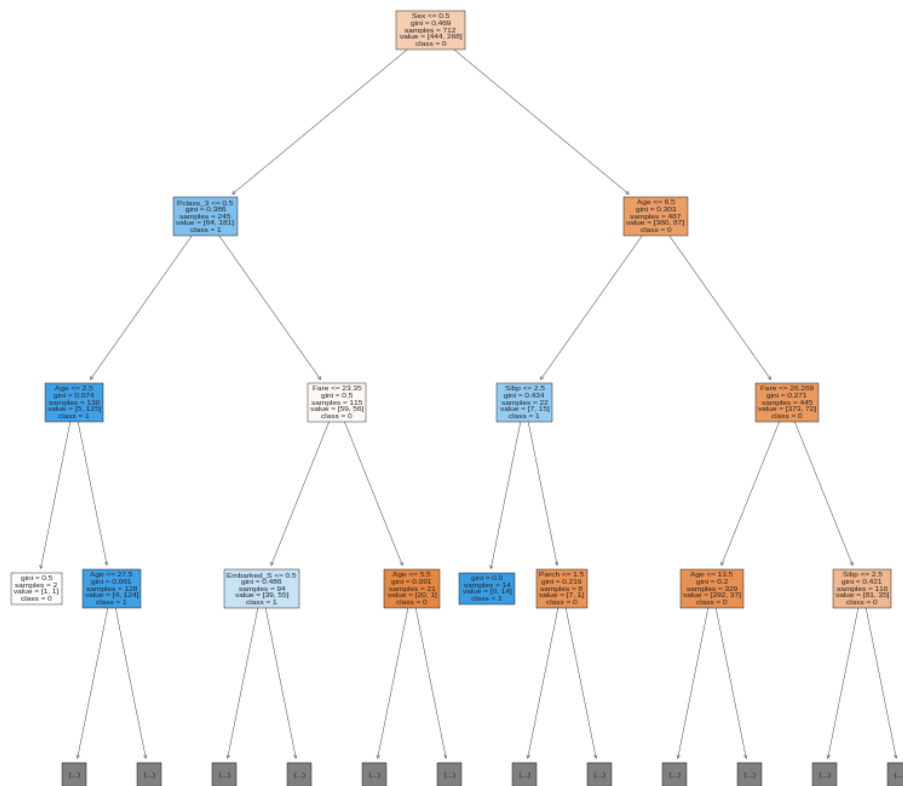 Sex <= 0.5
gini = 0.469
samples = 712
value = [444, 268]
class = 0
Pclass_3 <= 0.5
gini = 0.386
samples = 245
value = [64, 181]
class = 1
Age <= 6.5
gini = 0.303
samples = 467
value = [380, 87]
class = 0
Age <= 2.5
gini = 0.074
samples = 130
value = [5, 125]
class = 1
Fare <= 23.35
gini = 0.5
samples = 115
value = [59, 56]
class = 0
Sibp <= 2.5
gini = 0.434
samples = 22
value = [7, 15]
class = 1
Fare <= 26.269
gini = 0.271
samples = 445
value = [373, 72]
class = 0
gini = 0.5
samples = 2
value = [1, 1]
class = 0
Age <= 27.5
gini = 0.061
samples = 128
value = [4, 124]
class = 1
Embarked_S <= 0.5
gini = 0.486
samples = 94
value = [39, 55]
class = 1
Age <= 5.5
gini = 0.091
samples = 21
value = [20, 1]
class = 0
gini = 0.0
samples = 14
value = [0, 14]
class = 1
Parch <= 1.5
gini = 0.219
samples = 8
value = [7, 1]
class = 0
Age <= 13.5
gini = 0.2
samples = 329
value = [292, 37]
class = 0
Sibp <= 2.5
gini = 0.421
samples = 116
value = [81, 35]
class = 0
(...)
(...)
(...)
(...)
(...)
(...)
(...)
(...)
(...)
(...)
(...)
(...)